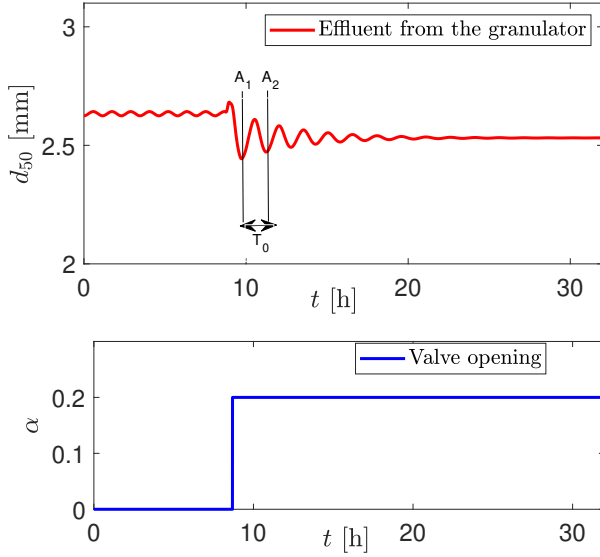 3
Effluent from the granulator
A1 A2
2.5
d50 [mm]
T0
2
0 10 20 30
t [h]
Valve opening
0.2
α
0.1
0
0 10 20 30
t [h]